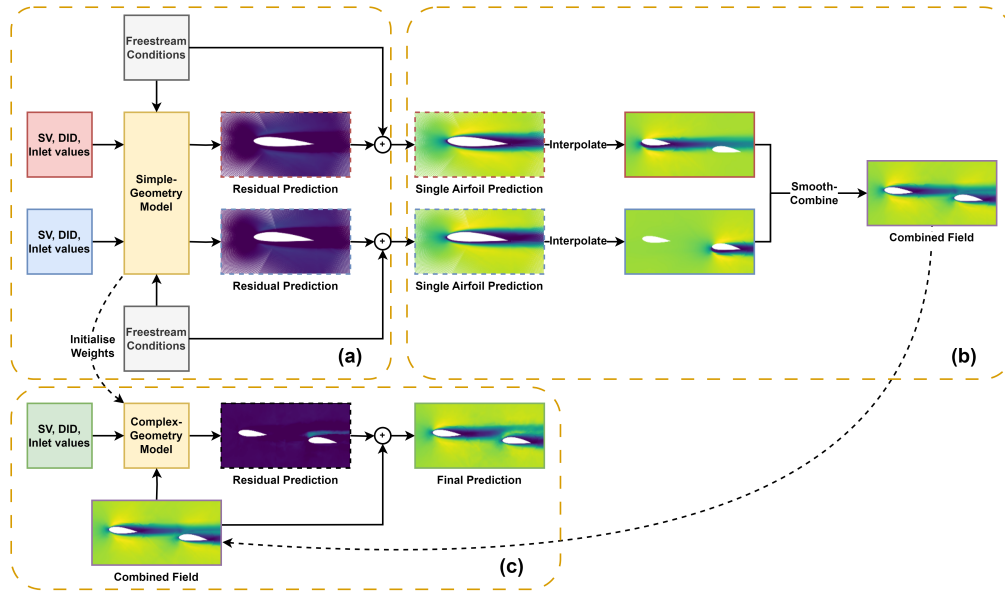 Freestream
Conditions
SV, DID,
Inlet values
Simple-
Geometry
Model
Residual Prediction
+
Single Airfoil Prediction
Interpolate
SV, DID,
Inlet values
Residual Prediction
+
Single Airfoil Prediction
Interpolate
Smooth-
Combine
Combined Field
Freestream
Conditions
Initialise
Weights
(a)
(b)
SV, DID,
Inlet values
Complex-
Geometry
Model
Residual Prediction
+
Final Prediction
Combined Field
(c)